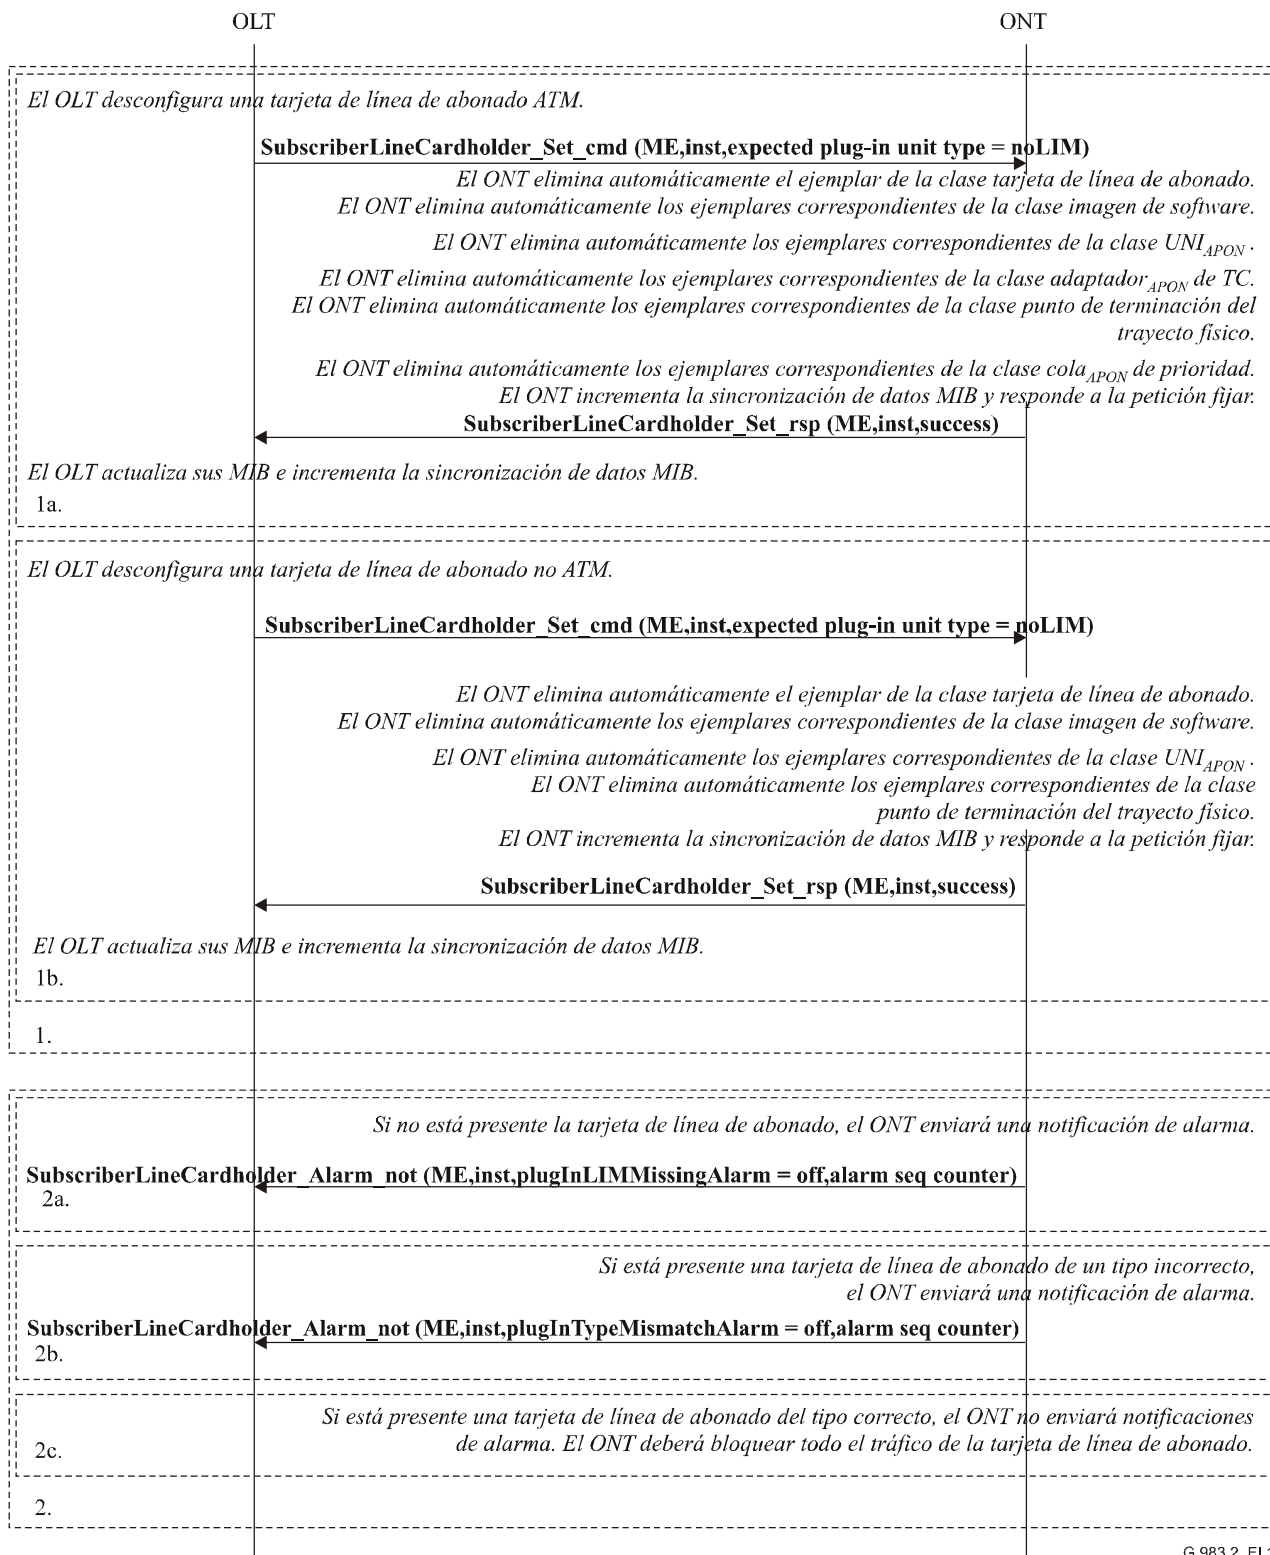 OLT ONT
El OLT desconfigura una tarjeta de línea de abonado ATM.
SubscriberLineCardholder_Set_cmd (ME,inst,expected plug-in unit type = noLIM)
El ONT elimina automáticamente el ejemplar de la clase tarjeta de línea de abonado.
El ONT elimina automáticamente los ejemplares correspondientes de la clase imagen de software.
El ONT elimina automáticamente los ejemplares correspondientes de la clase UNI_APON .
El ONT elimina automáticamente los ejemplares correspondientes de la clase adaptador_APON de TC.
El ONT elimina automáticamente los ejemplares correspondientes de la clase punto de terminación del
trayecto físico.
El ONT elimina automáticamente los ejemplares correspondientes de la clase cola_APON de prioridad.
El ONT incrementa la sincronización de datos MIB y responde a la petición fijar.
SubscriberLineCardholder_Set_rsp (ME,inst,success)
El OLT actualiza sus MIB e incrementa la sincronización de datos MIB.
1a.
El OLT desconfigura una tarjeta de línea de abonado no ATM.
SubscriberLineCardholder_Set_cmd (ME,inst,expected plug-in unit type = noLIM)
El ONT elimina automáticamente el ejemplar de la clase tarjeta de línea de abonado.
El ONT elimina automáticamente los ejemplares correspondientes de la clase imagen de software.
El ONT elimina automáticamente los ejemplares correspondientes de la clase UNI_APON .
El ONT elimina automáticamente los ejemplares correspondientes de la clase
punto de terminación del trayecto físico.
El ONT incrementa la sincronización de datos MIB y responde a la petición fijar.
SubscriberLineCardholder_Set_rsp (ME,inst,success)
El OLT actualiza sus MIB e incrementa la sincronización de datos MIB.
1b.
1.
Si no está presente la tarjeta de línea de abonado, el ONT enviará una notificación de alarma.
SubscriberLineCardholder_Alarm_not (ME,inst,plugInLIMMissingAlarm = off,alarm seq counter)
2a.
Si está presente una tarjeta de línea de abonado de un tipo incorrecto,
el ONT enviará una notificación de alarma.
SubscriberLineCardholder_Alarm_not (ME,inst,plugInTypeMismatchAlarm = off,alarm seq counter)
2b.
Si está presente una tarjeta de línea de abonado del tipo correcto, el ONT no enviará notificaciones
de alarma. El ONT deberá bloquear todo el tráfico de la tarjeta de línea de abonado.
2c.
2.
G.983.2